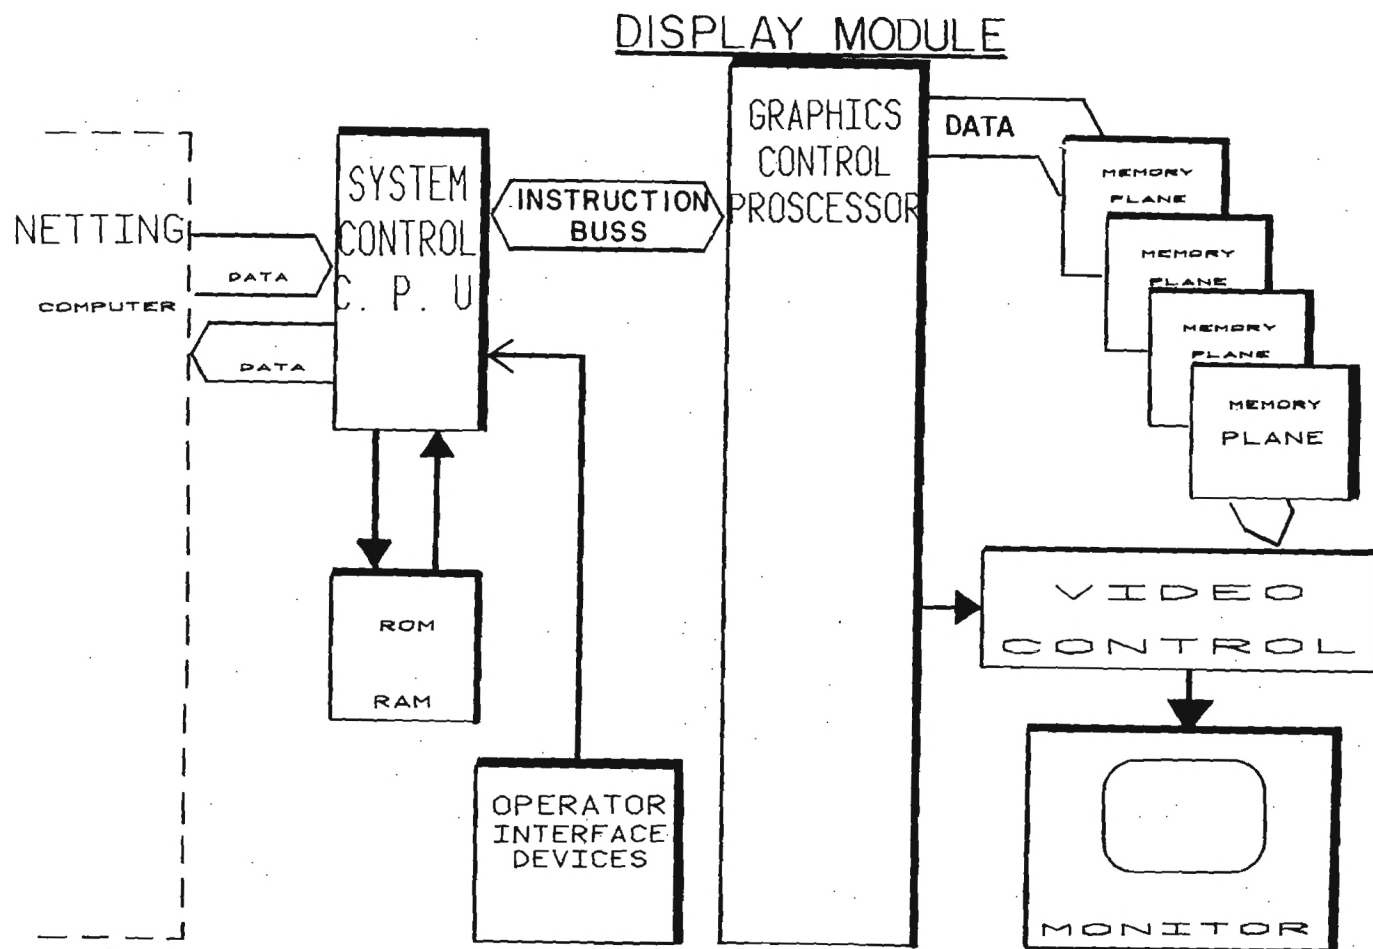 DISPLAY MODULE
NETTING
COMPUTER
DATA
DATA
SYSTEM
CONTROL
C. P. U
INSTRUCTION
BUSS
GRAPHICS
CONTROL
PROSCESSOR
DATA
MEMORY
PLANE
MEMORY
PLANE
MEMORY
PLANE
MEMORY
PLANE
ROM
RAM
OPERATOR
INTERFACE
DEVICES
VIDEO
CONTROL
MONITOR